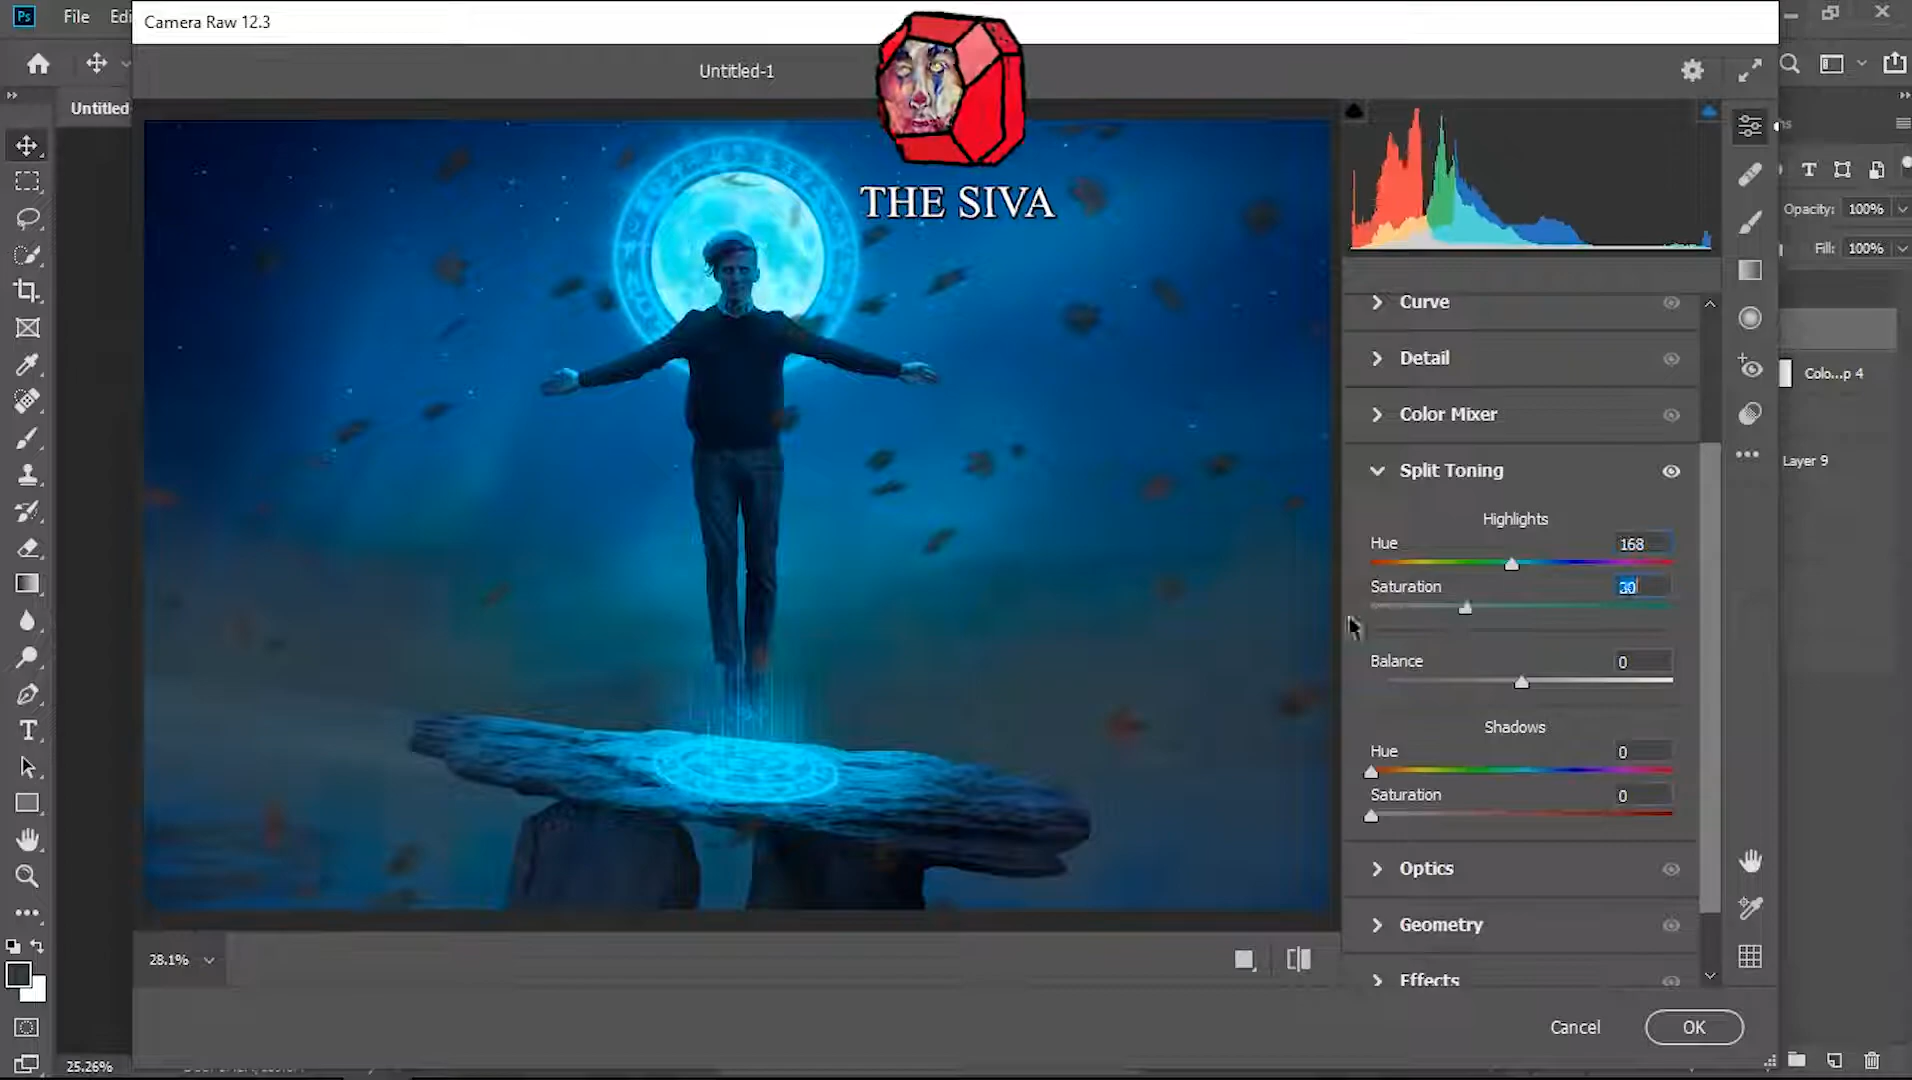 Ps File Edi
Camera Raw 12.3
Untitled-1
Untitled
THE SIVA
Opacity: 100%
Fill: 100%
Curve
Detail
Colo...p 4
Color Mixer
Layer 9
Split Toning
Highlights
Hue 168
Saturation 30
Balance 0
Shadows
Hue 0
Saturation 0
Optics
Geometry
Effects
28.1%
Cancel OK
25.26%